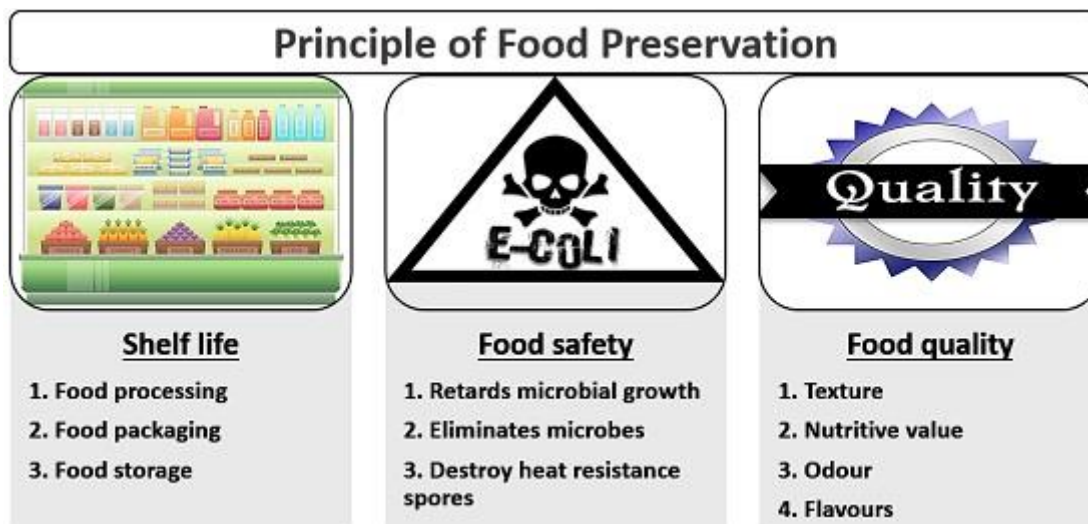 Principle of Food Preservation
E-COLI
Quality
Shelf life
1. Food processing
2. Food packaging
3. Food storage
Food safety
1. Retards microbial growth
2. Eliminates microbes
3. Destroy heat resistance
spores
Food quality
1. Texture
2. Nutritive value
3. Odour
4. Flavours